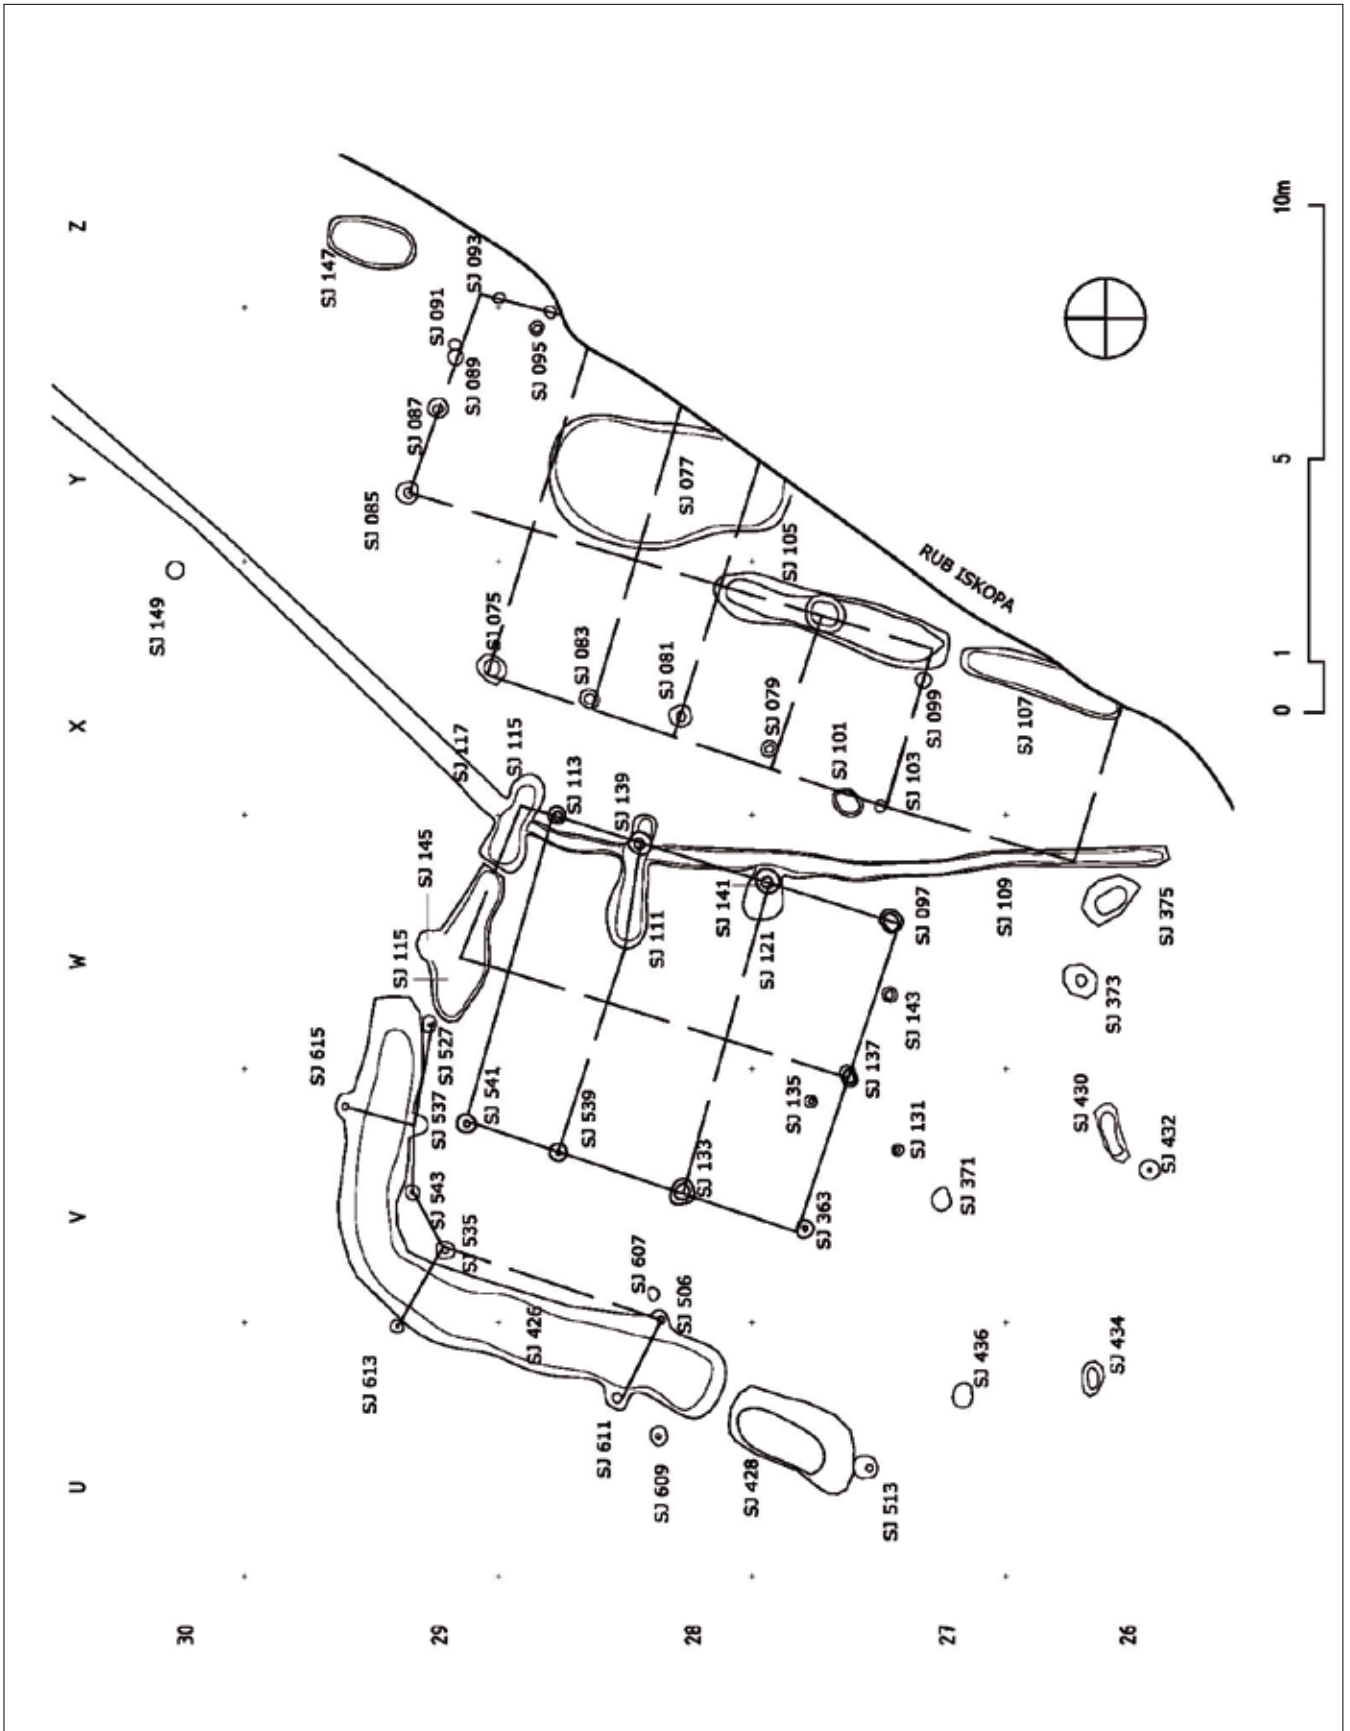 Z
Y
X
W
V
U
30
29
28
27
26
SJ 147
SJ 093
SJ 091
SJ 089
SJ 095
SJ 087
SJ 085
SJ 077
SJ 149
SJ 105
RUB ISKOPA
SJ 075
SJ 083
SJ 081
SJ 079
SJ 099
SJ 107
SJ 101
SJ 103
SJ 117
SJ 115
SJ 113
SJ 139
SJ 145
SJ 115
SJ 111
SJ 141
SJ 121
SJ 097
SJ 109
SJ 375
SJ 373
SJ 143
SJ 137
SJ 135
SJ 131
SJ 615
SJ 527
SJ 541
SJ 537
SJ 539
SJ 133
SJ 543
SJ 535
SJ 363
SJ 371
SJ 430
SJ 432
SJ 607
SJ 506
SJ 426
SJ 613
SJ 611
SJ 609
SJ 428
SJ 513
SJ 436
SJ 434
0
1
5
10m